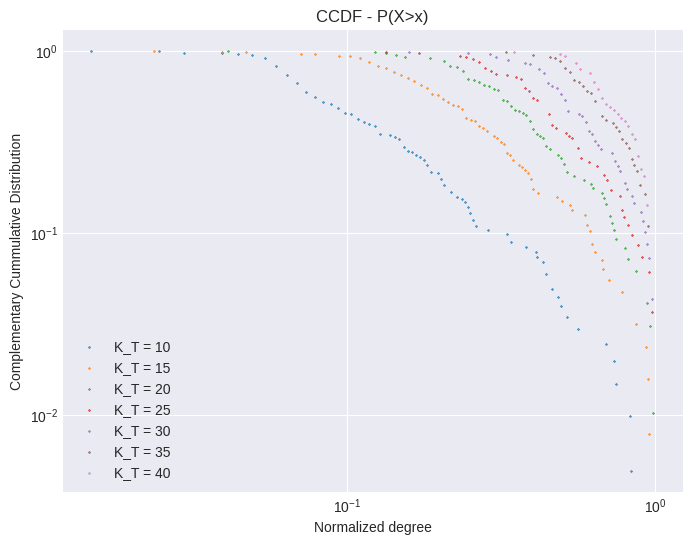 CCDF - P(X>x)
Complementary Cummulative Distribution
10⁰
10⁻¹
10⁻²
K_T = 10
K_T = 15
K_T = 20
K_T = 25
K_T = 30
K_T = 35
K_T = 40
10⁻¹ 10⁰
Normalized degree